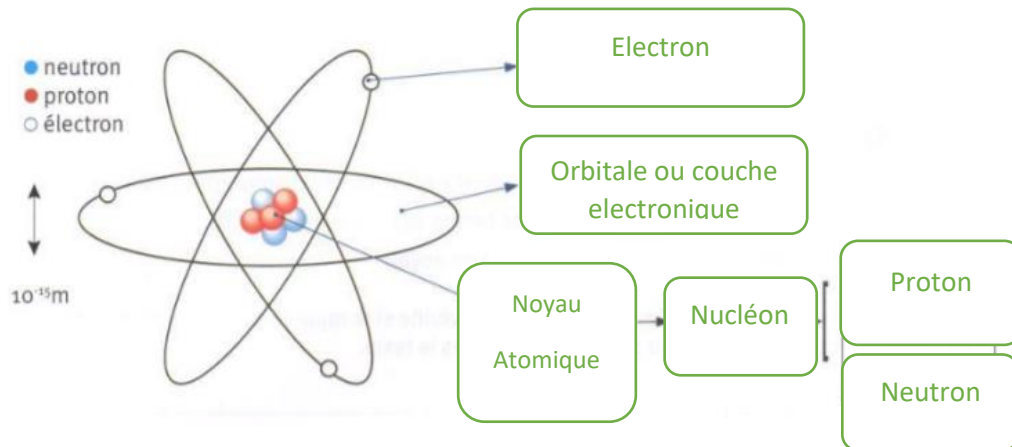 neutron
proton
électron
10⁻¹⁵m
Electron
Orbitale ou couche
electronique
Noyau
Atomique
Nucléon
Proton
Neutron